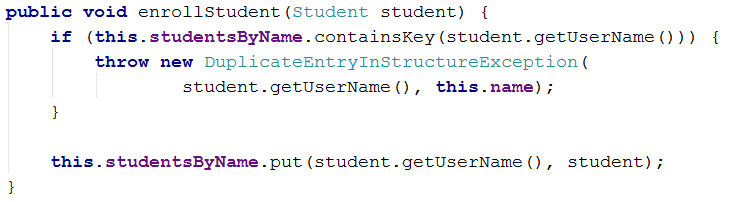 public void enrollStudent(Student student) {
    if (this.studentsByName.containsKey(student.getUserName())) {
        throw new DuplicateEntryInStructureException(
                student.getUserName(), this.name);
    }

    this.studentsByName.put(student.getUserName(), student);
}